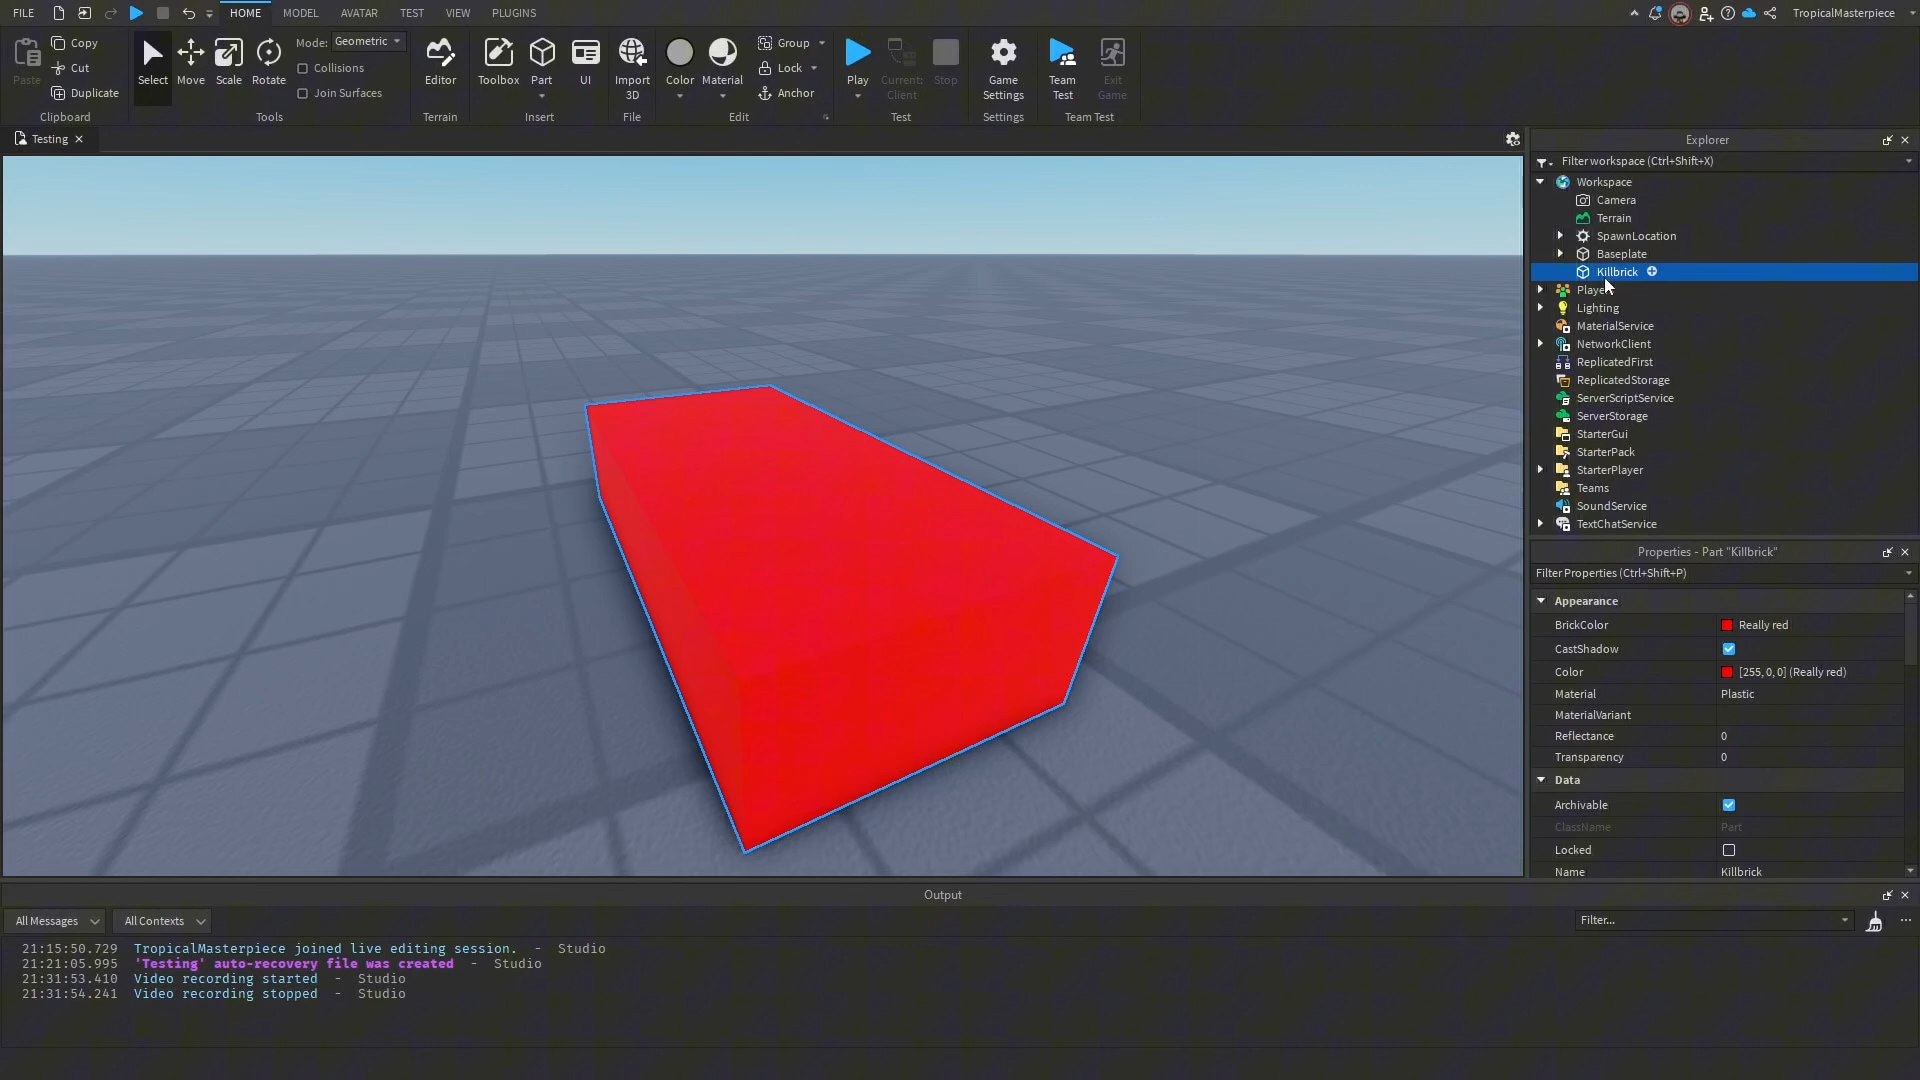 FILE HOME MODEL AVATAR TEST VIEW PLUGINS TropicalMasterpiece
Paste Copy Cut Duplicate Clipboard
Select Move Scale Rotate Mode: Geometric Collisions Join Surfaces Tools
Editor Terrain
Toolbox Part UI Insert
Import 3D File
Color Material Group Lock Anchor Edit
Play Current: Client Stop Test
Game Settings Settings
Team Test Exit Game Team Test
Testing
Explorer
Filter workspace (Ctrl+Shift+X)
Workspace
Camera
Terrain
SpawnLocation
Baseplate
Killbrick
Playe
Lighting
MaterialService
NetworkClient
ReplicatedFirst
ReplicatedStorage
ServerScriptService
ServerStorage
StarterGui
StarterPack
StarterPlayer
Teams
SoundService
TextChatService
Properties - Part "Killbrick"
Filter Properties (Ctrl+Shift+P)
Appearance
BrickColor Really red
CastShadow
Color [255, 0, 0] (Really red)
Material Plastic
MaterialVariant
Reflectance 0
Transparency 0
Data
Archivable
ClassName Part
Locked
Name Killbrick
Output
All Messages All Contexts Filter...
21:15:50.729 TropicalMasterpiece joined live editing session. - Studio
21:21:05.995 'Testing' auto-recovery file was created - Studio
21:31:53.410 Video recording started - Studio
21:31:54.241 Video recording stopped - Studio